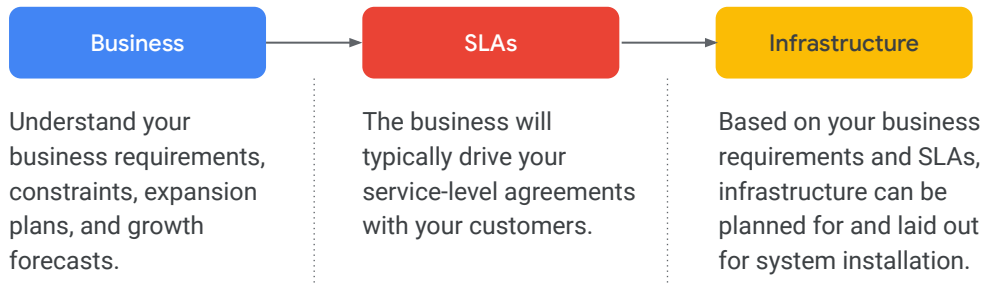 Business
SLAs
Infrastructure
Understand your
business requirements,
constraints, expansion
plans, and growth
forecasts.
The business will
typically drive your
service-level agreements
with your customers.
Based on your business
requirements and SLAs,
infrastructure can be
planned for and laid out
for system installation.